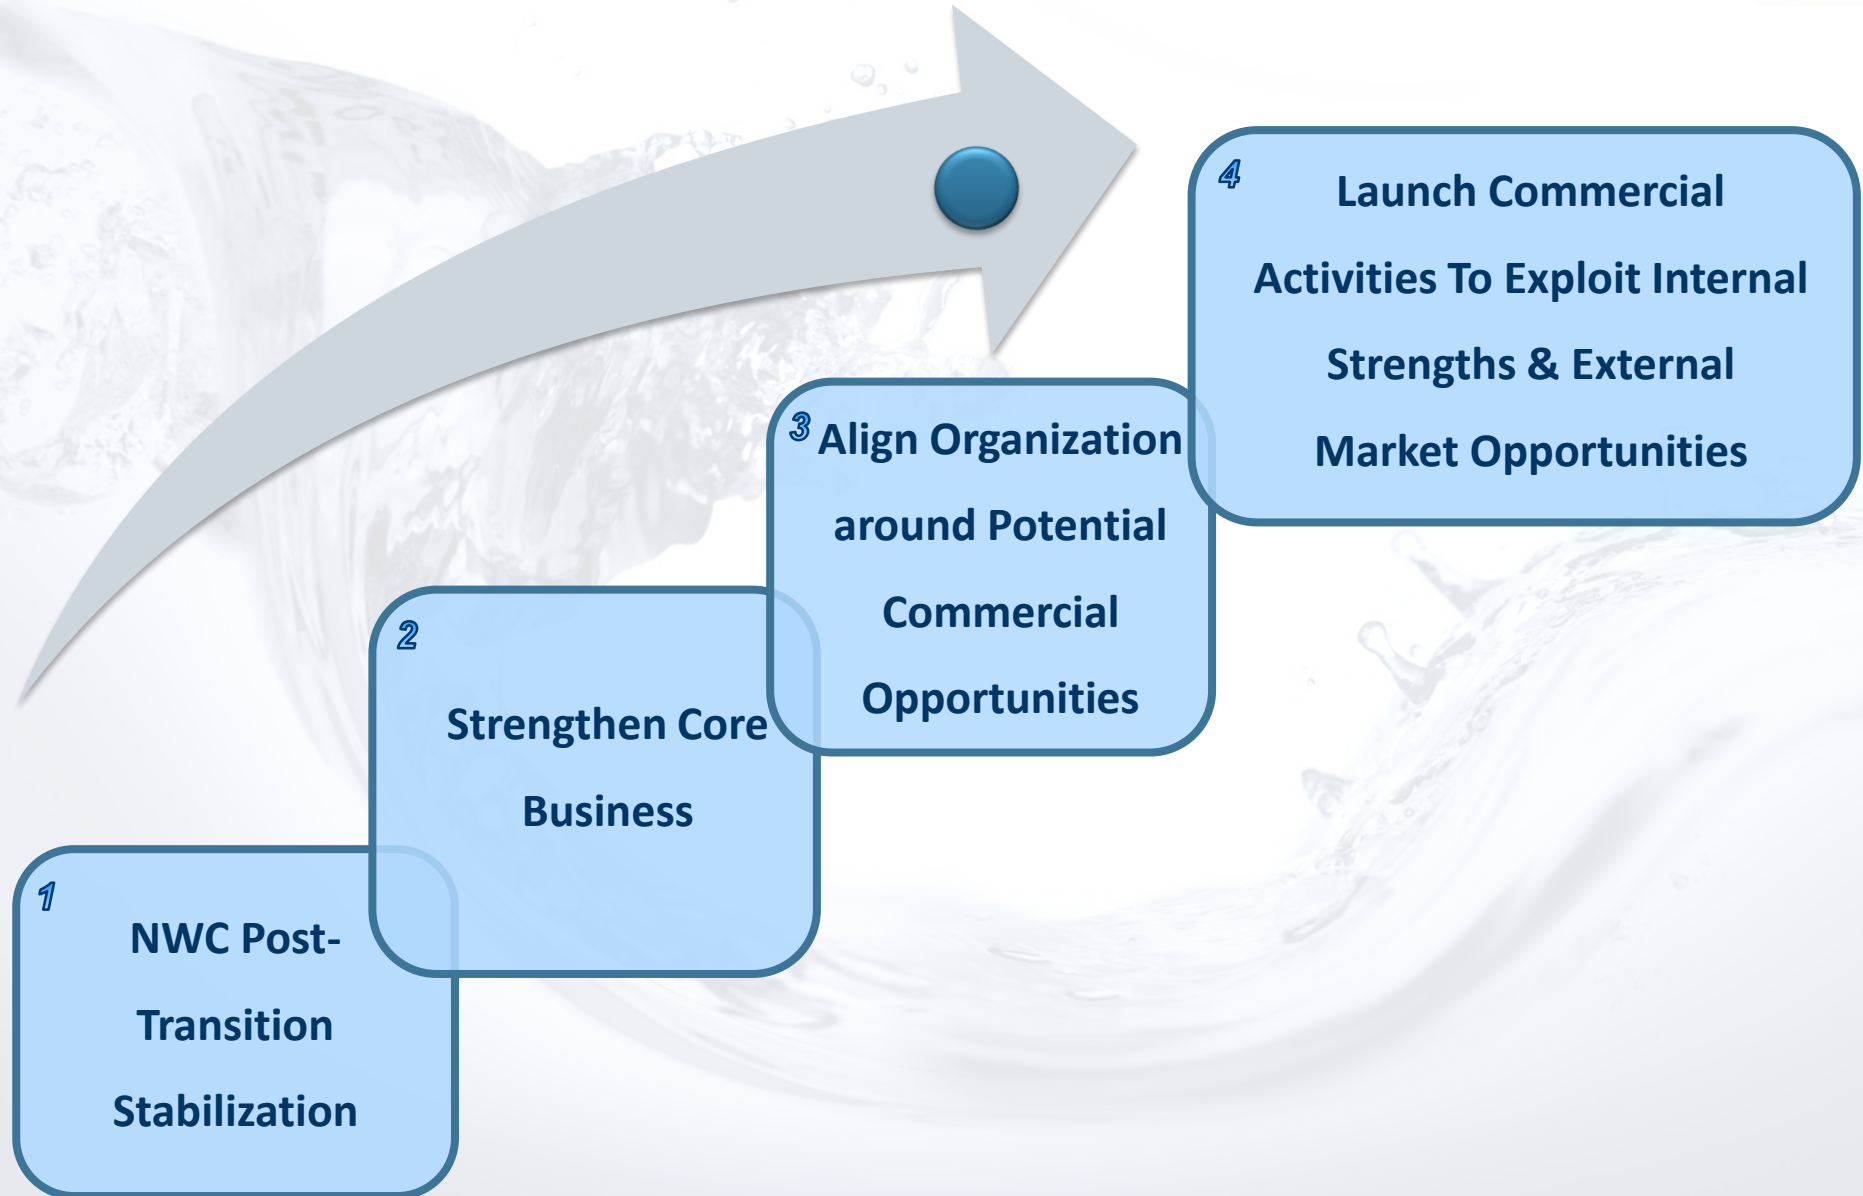 1
NWC Post-
Transition
Stabilization
2
Strengthen Core
Business
3
Align Organization
around Potential
Commercial
Opportunities
4
Launch Commercial
Activities To Exploit Internal
Strengths & External
Market Opportunities